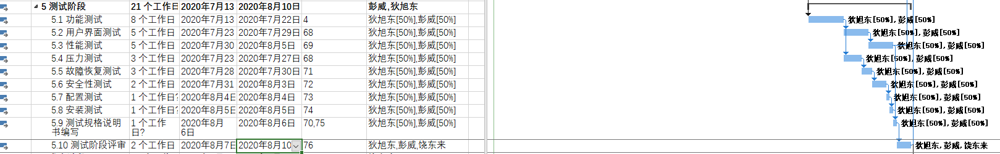 5 测试阶段 21 个工作日 2020年7月13 2020年8月10日 彭威,狄旭东
5.1 功能测试 8 个工作日 2020年7月13 2020年7月22日 4 狄旭东[50%],彭威[50%] 狄旭东[50%],彭威[50%]
5.2 用户界面测试 5 个工作日 2020年7月23 2020年7月29日 68 狄旭东[50%],彭威[50%] 狄旭东[50%],彭威[50%]
5.3 性能测试 5 个工作日 2020年7月30 2020年8月5日 69 狄旭东[50%],彭威[50%] 狄旭东[50%],彭威[50%]
5.4 压力测试 3 个工作日 2020年7月23 2020年7月27日 68 狄旭东[50%],彭威[50%] 狄旭东[50%],彭威[50%]
5.5 故障恢复测试 3 个工作日 2020年7月28 2020年7月30日 71 狄旭东[50%],彭威[50%] 狄旭东[50%],彭威[50%]
5.6 安全性测试 2 个工作日 2020年7月31 2020年8月3日 72 狄旭东[50%],彭威[50%] 狄旭东[50%],彭威[50%]
5.7 配置测试 1 个工作日? 2020年8月4日 2020年8月4日 73 狄旭东[50%],彭威[50%] 狄旭东[50%],彭威[50%]
5.8 安装测试 1 个工作日? 2020年8月5日 2020年8月5日 74 狄旭东[50%],彭威[50%] 狄旭东[50%],彭威[50%]
5.9 测试规格说明 1 个工作 2020年8月 2020年8月6日 70,75 狄旭东[50%],彭威[50%] 狄旭东[50%],彭威[50%]
书编写 日? 6日
5.10 测试阶段评审 2 个工作日 2020年8月7日 2020年8月10 76 狄旭东,彭威,饶东来 狄旭东,彭威,饶东来